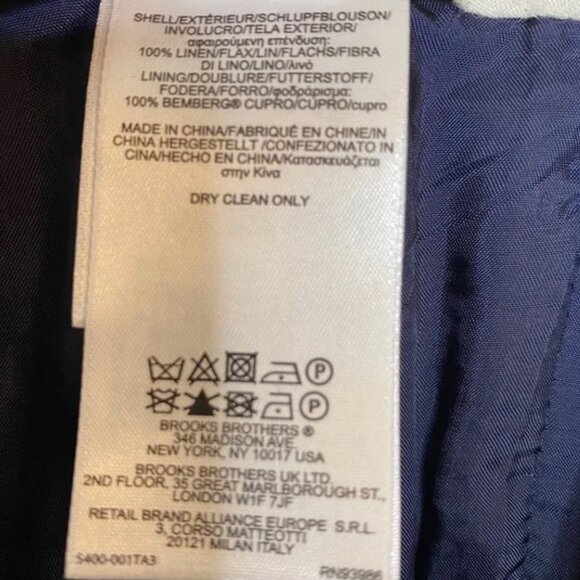 SHELL/EXTÉRIEUR/SCHLUPFBLOUSON/
INVOLUCRO/TELA EXTERIOR/
αφαιρούμενη επένδυση:
100% LINEN/FLAX/LIN/FLACHS/FIBRA
DI LINO/LINO/λινό
LINING/DOUBLURE/FUTTERSTOFF/
FODERA/FORRO/φοδράρισμα:
100% BEMBERG® CUPRO/CUPRO/cupro
MADE IN CHINA/FABRIQUÉ EN CHINE/IN
CHINA HERGESTELLT /CONFEZIONATO IN
CINA/HECHO EN CHINA/Κατασκευάζεται
στην Κίνα
DRY CLEAN ONLY
P
P
BROOKS BROTHERS ®
346 MADISON AVE,
NEW YORK, NY 10017 USA
BROOKS BROTHERS UK LTD.
2ND FLOOR, 35 GREAT MARLBOROUGH ST.,
LONDON W1F 7JF
RETAIL BRAND ALLIANCE EUROPE S.R.L.
3, CORSO MATTEOTTI
20121 MILAN ITALY
5400-001TA3
RN93986